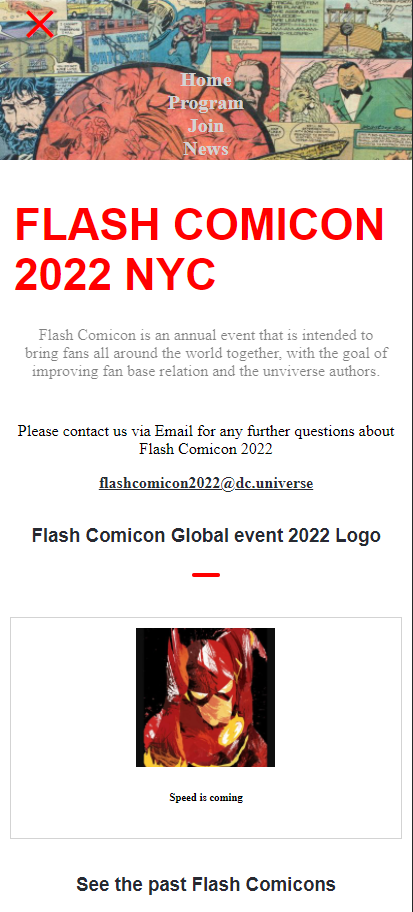 Home
Program
Join
News
FLASH COMICON
2022 NYC
Flash Comicon is an annual event that is intended to
bring fans all around the world together, with the goal of
improving fan base relation and the unviverse authors.
Please contact us via Email for any further questions about
Flash Comicon 2022
flashcomicon2022@dc.universe
Flash Comicon Global event 2022 Logo
Speed is coming
See the past Flash Comicons